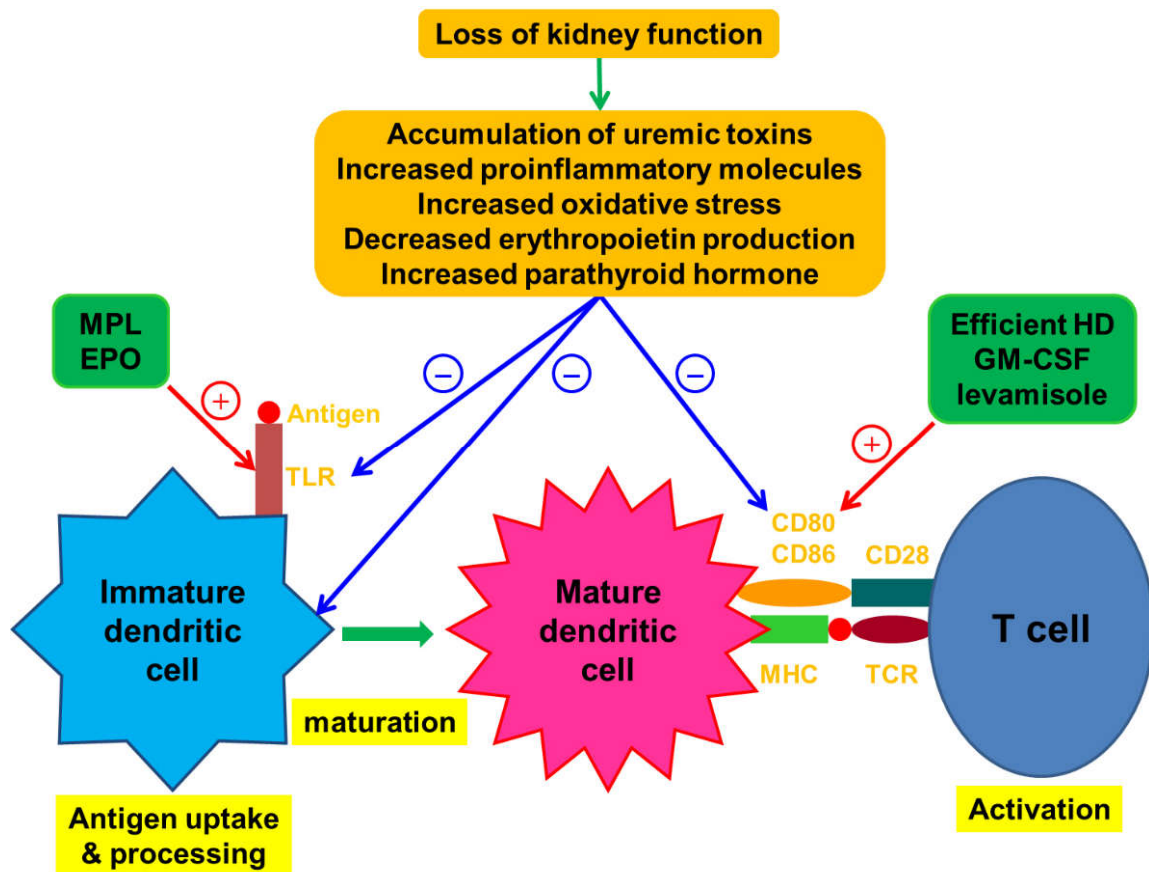 Loss of kidney function
Accumulation of uremic toxins
Increased proinflammatory molecules
Increased oxidative stress
Decreased erythropoietin production
Increased parathyroid hormone
MPL
EPO
Efficient HD
GM-CSF
levamisole
−
−
−
+
+
Antigen
TLR
CD80
CD86
CD28
Immature
dendritic
cell
Mature
dendritic
cell
T cell
MHC
TCR
maturation
Antigen uptake
& processing
Activation